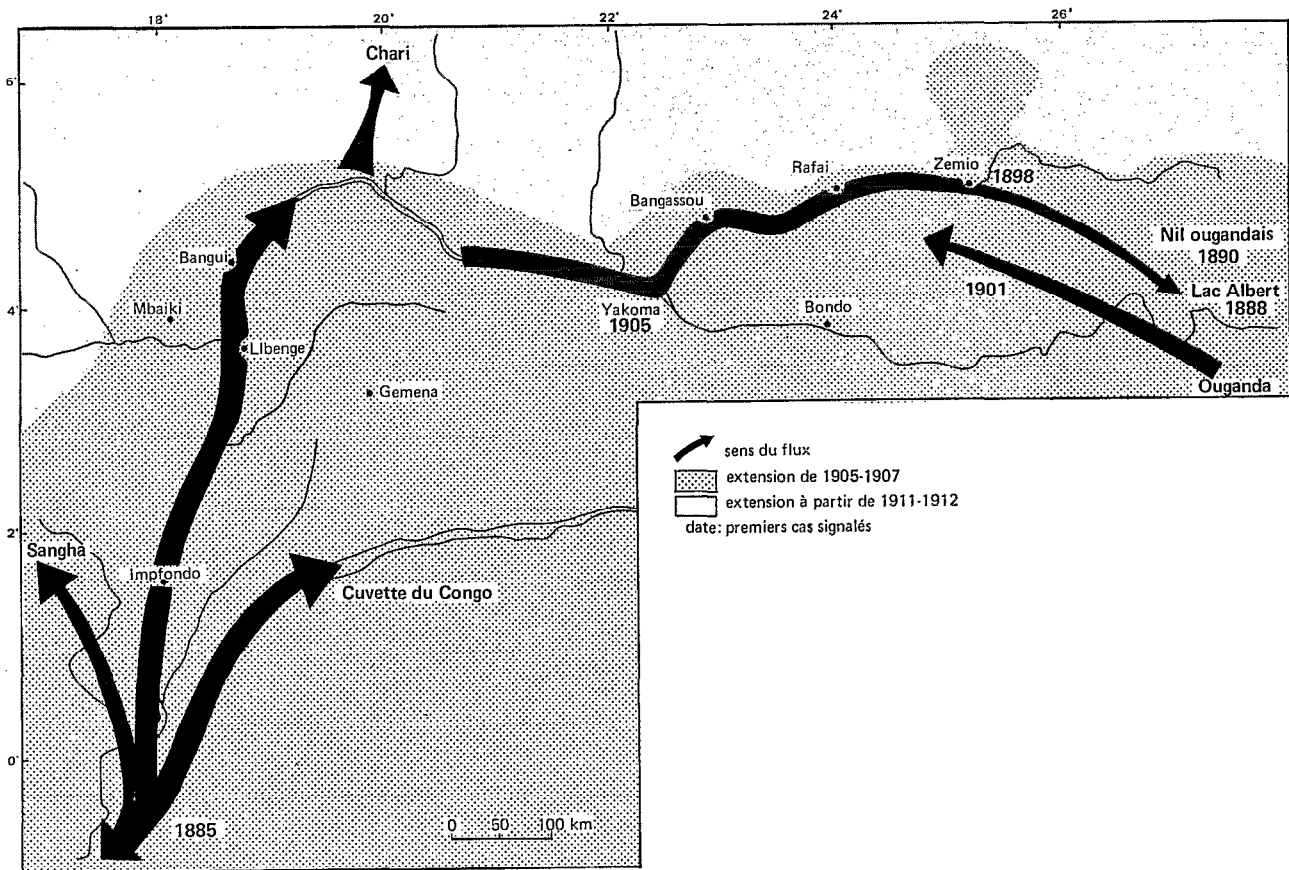 18°
20°
22°
24°
26°
6°
4°
2°
0°
Chari
Bangui
Mbaiki
Libenge
Gemena
Bangassou
Rafai
Zemio
1898
Nil ougandais
1890
Lac Albert
1888
1901
Ouganda
Yakoma
1905
Bondo
Sangha
Impfondo
Cuvette du Congo
1885
0 50 100 km
sens du flux
extension de 1905-1907
extension à partir de 1911-1912
date: premiers cas signalés